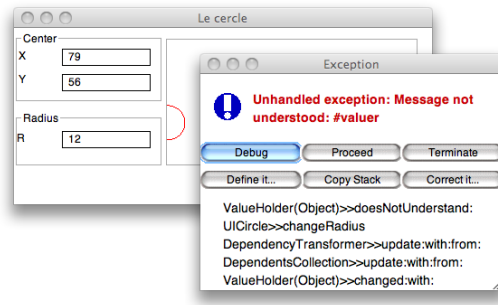 Le cercle
Center
X 79
Y 56
Radius
R 12
Exception
Unhandled exception: Message not
understood: #valuer
Debug Proceed Terminate
Define it... Copy Stack Correct it...
ValueHolder(Object)>>doesNotUnderstand:
UICircle>>changeRadius
DependencyTransformer>>update:with:from:
DependentsCollection>>update:with:from:
ValueHolder(Object)>>changed:with: